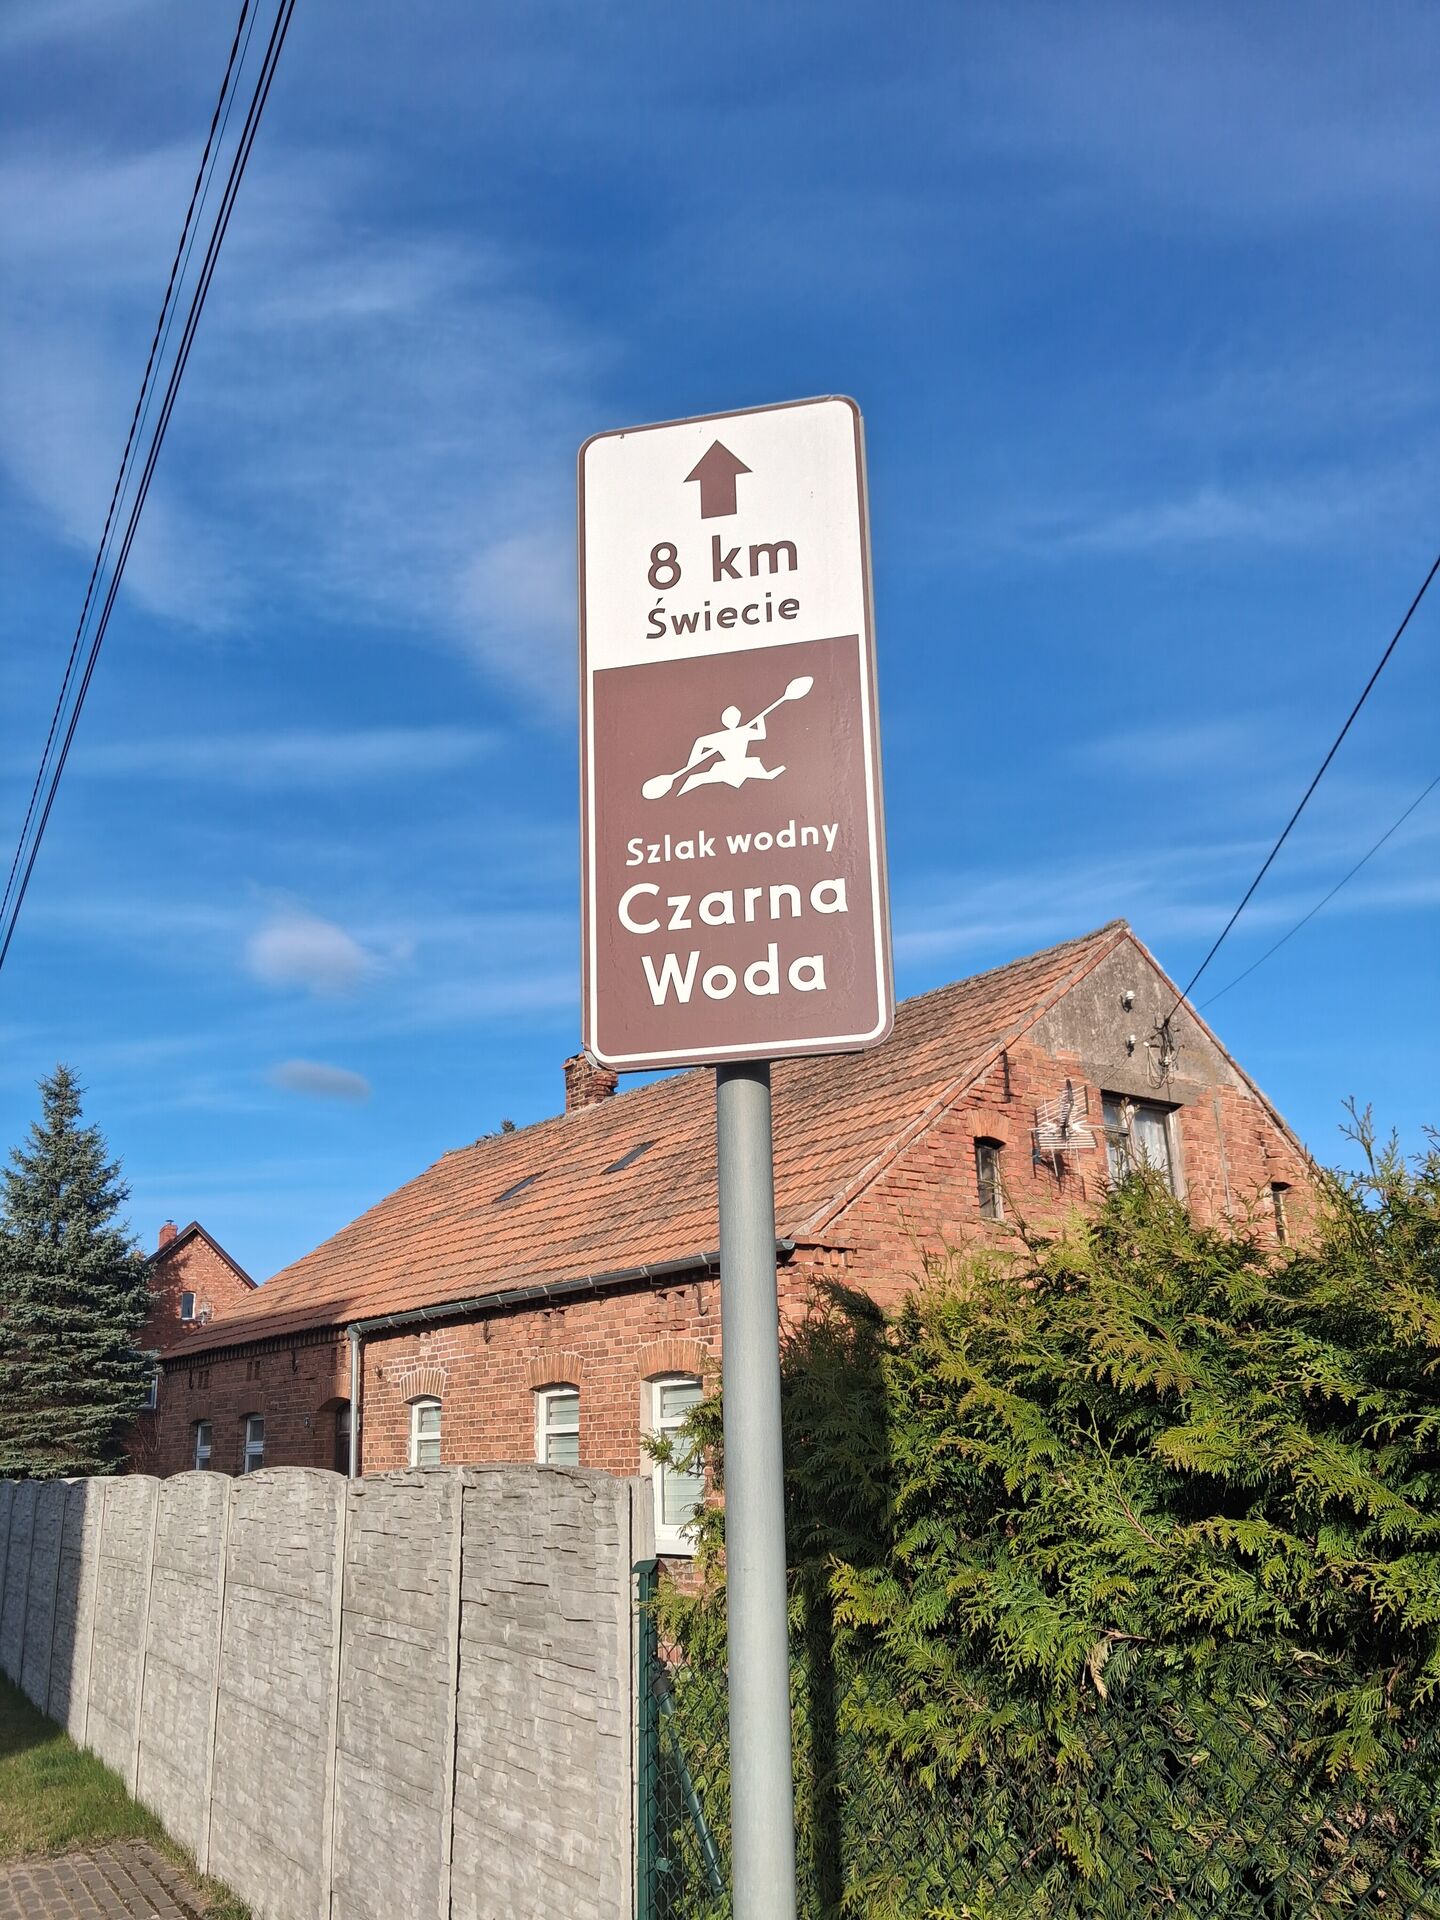 8 km
Świecie
Szlak wodny
Czarna
Woda